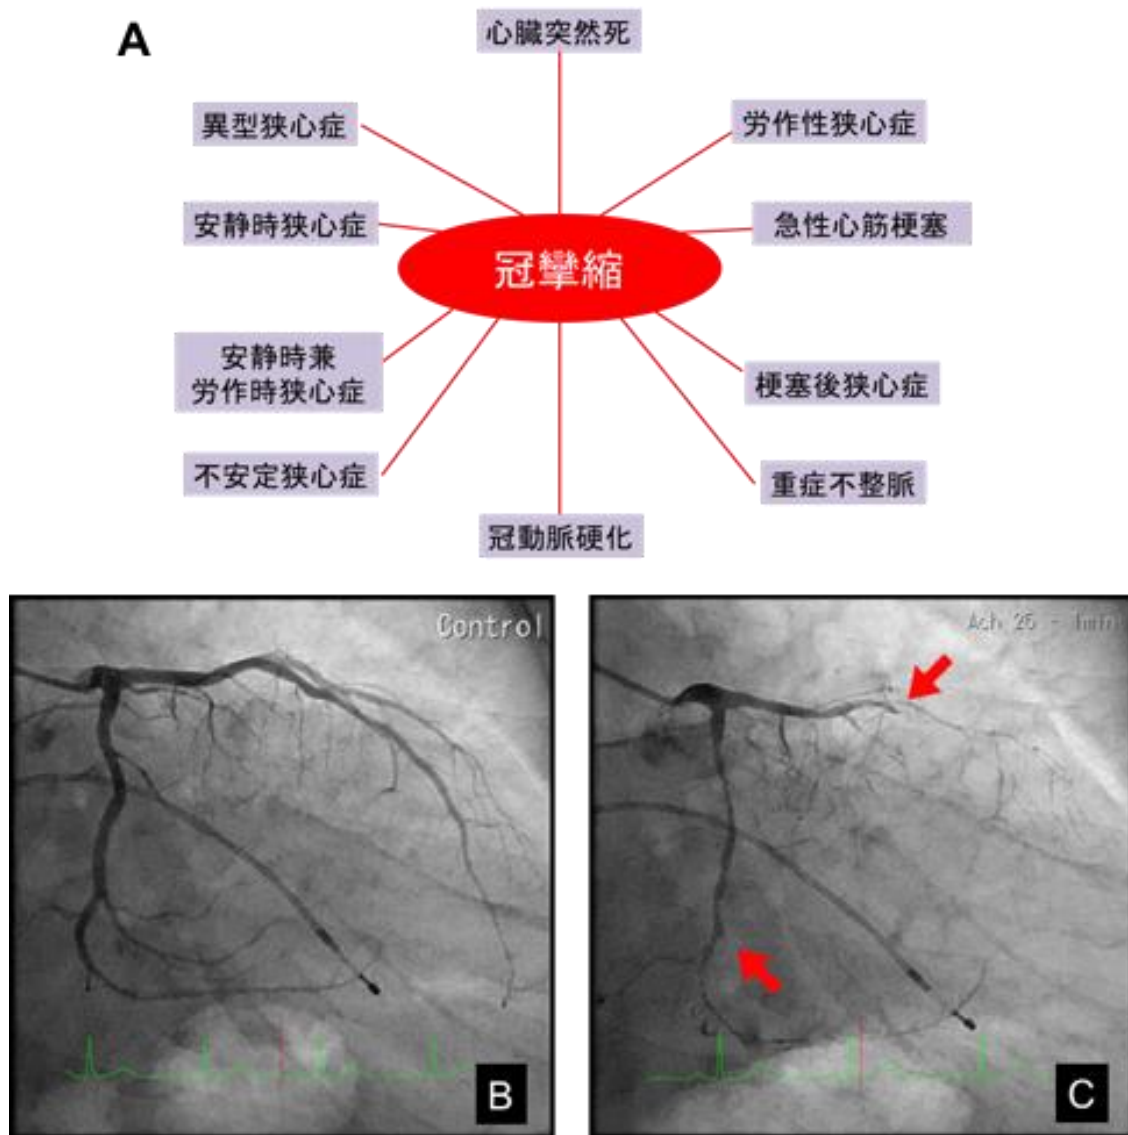 A
心臓突然死
異型狭心症
労作性狭心症
安静時狭心症
急性心筋梗塞
冠攣縮
安静時兼
労作時狭心症
梗塞後狭心症
不安定狭心症
重症不整脈
冠動脈硬化
Control
Ach 25 - 1min
B
C